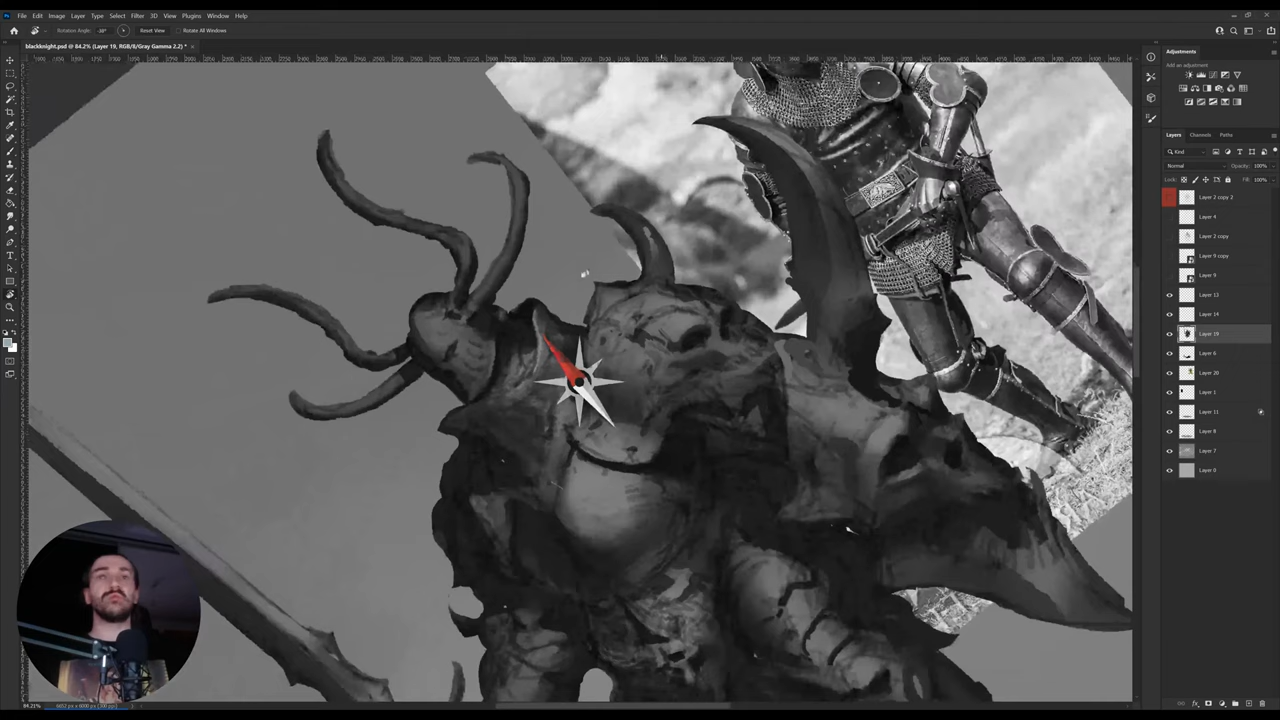 File Edit Image Layer Type Select Filter 3D View Plugins Window Help
Rotation Angle: Reset View Rotate All Windows
blackknight.psd @ 84.2% (Layer 19, RGB/8/Gray Gamma 2.2) * ×
Adjustments
Add an adjustment
Layers Channels Paths
Kind
Normal Opacity: 100%
Lock: Fill: 100%
Layer 2 copy 2
Layer 4
Layer 2 copy
Layer 9 copy
Layer 9
Layer 13
Layer 14
Layer 19
Layer 6
Layer 20
Layer 1
Layer 11
Layer 8
Layer 7
Layer 0
84.21%